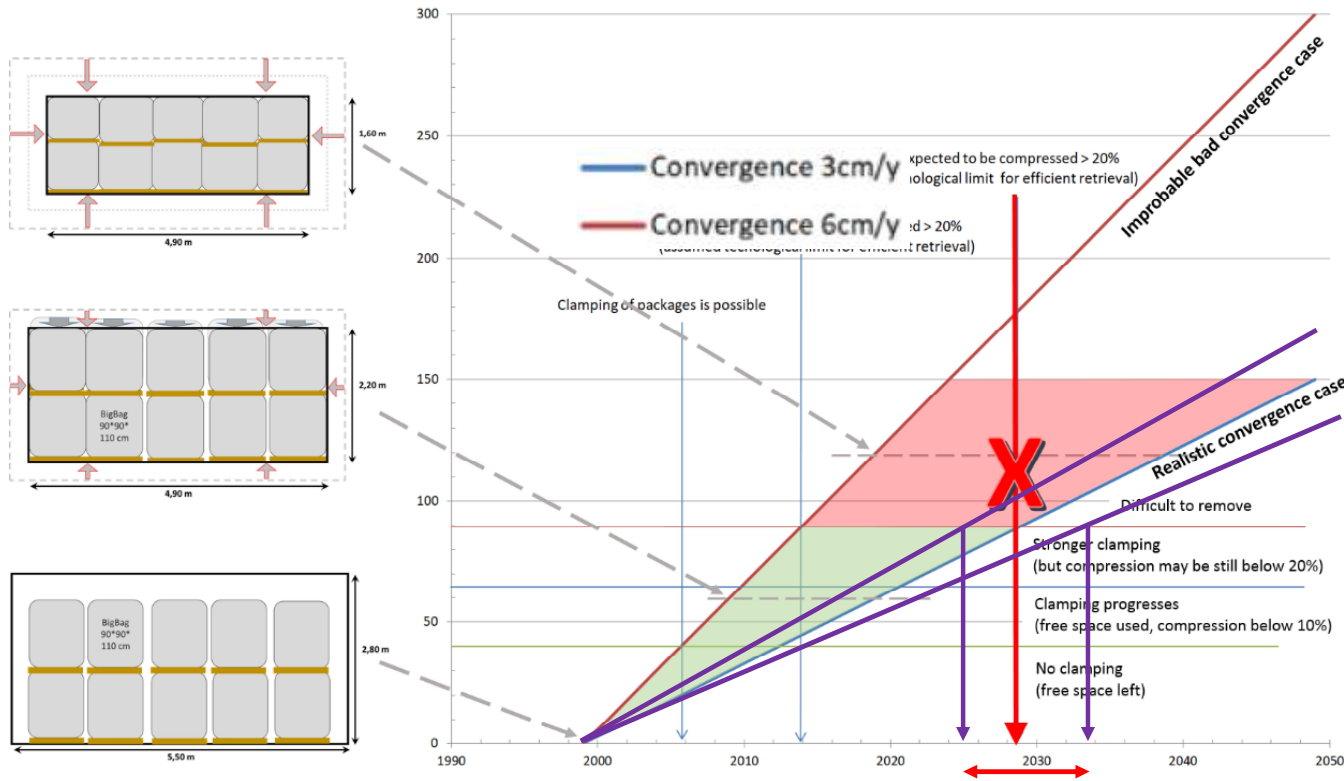 1,60 m
4,90 m
BigBag
90*90*
110 cm
2,20 m
4,90 m
BigBag
90*90*
110 cm
2,80 m
5,50 m
300
250
200
150
100
50
0
1990
2000
2010
2020
2030
2040
2050
Convergence 3cm/y
Convergence 6cm/y
xpected to be compressed > 20%
nological limit for efficient retrieval)
ed > 20%
(assumed technological limit for efficient retrieval)
Clamping of packages is possible
Improbable bad convergence case
Realistic convergence case
X
Difficult to remove
Stronger clamping
(but compression may be still below 20%)
Clamping progresses
(free space used, compression below 10%)
No clamping
(free space left)